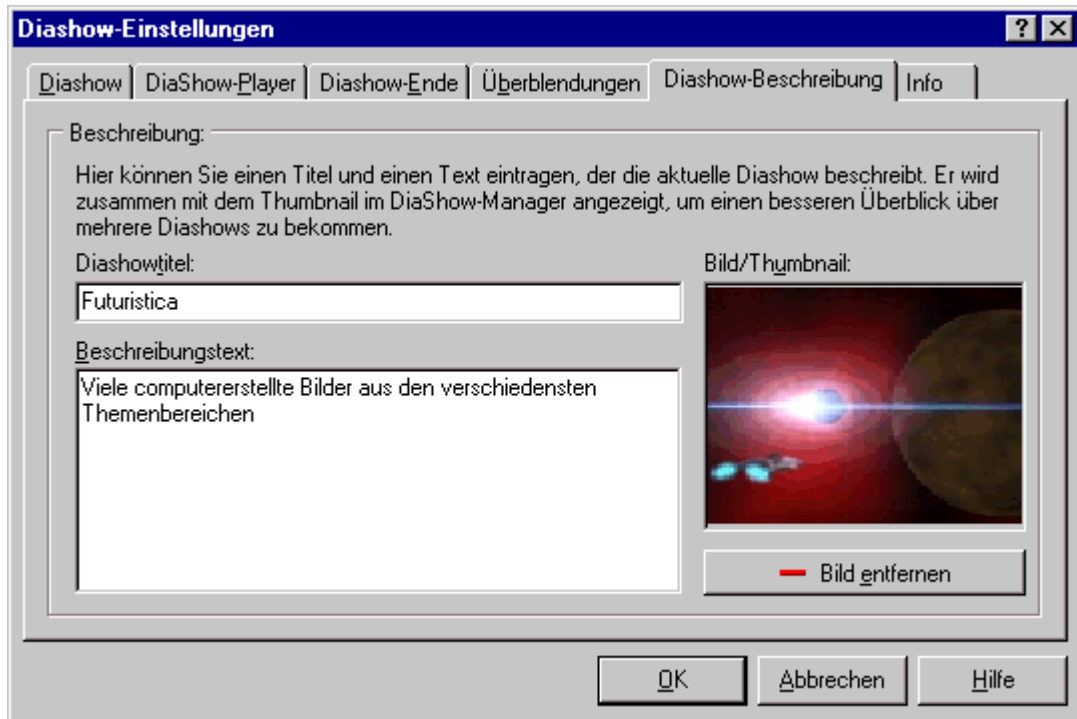 Diashow-Einstellungen
Diashow DiaShow-Player Diashow-Ende Überblendungen Diashow-Beschreibung Info
Beschreibung:
Hier können Sie einen Titel und einen Text eintragen, der die aktuelle Diashow beschreibt. Er wird
zusammen mit dem Thumbnail im DiaShow-Manager angezeigt, um einen besseren Überblick über
mehrere Diashows zu bekommen.
Diashowtitel:
Futuristica
Beschreibungstext:
Viele computererstellte Bilder aus den verschiedensten
Themenbereichen
Bild/Thumbnail:
Bild entfernen
OK Abbrechen Hilfe